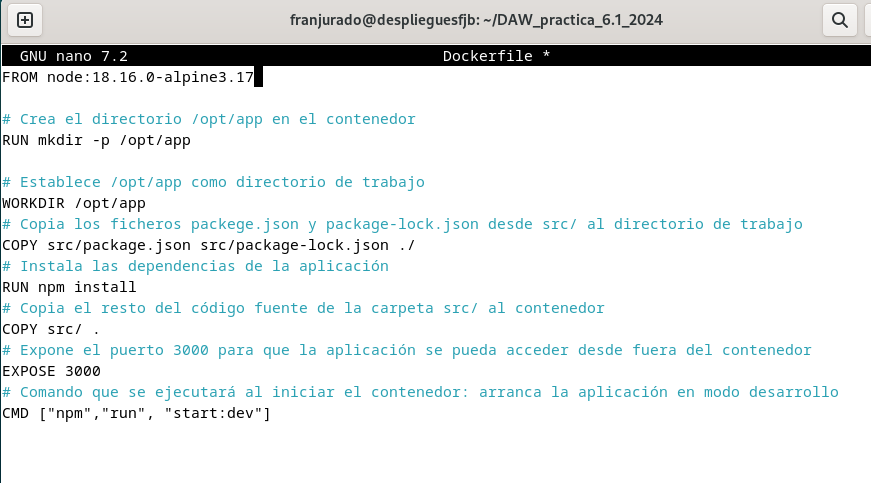 franjurado@desplieguesfjb: ~/DAW_practica_6.1_2024
GNU nano 7.2 Dockerfile *
FROM node:18.16.0-alpine3.17
# Crea el directorio /opt/app en el contenedor
RUN mkdir -p /opt/app
# Establece /opt/app como directorio de trabajo
WORKDIR /opt/app
# Copia los ficheros packege.json y package-lock.json desde src/ al directorio de trabajo
COPY src/package.json src/package-lock.json ./
# Instala las dependencias de la aplicación
RUN npm install
# Copia el resto del código fuente de la carpeta src/ al contenedor
COPY src/ .
# Expone el puerto 3000 para que la aplicación se pueda acceder desde fuera del contenedor
EXPOSE 3000
# Comando que se ejecutará al iniciar el contenedor: arranca la aplicación en modo desarrollo
CMD ["npm","run", "start:dev"]